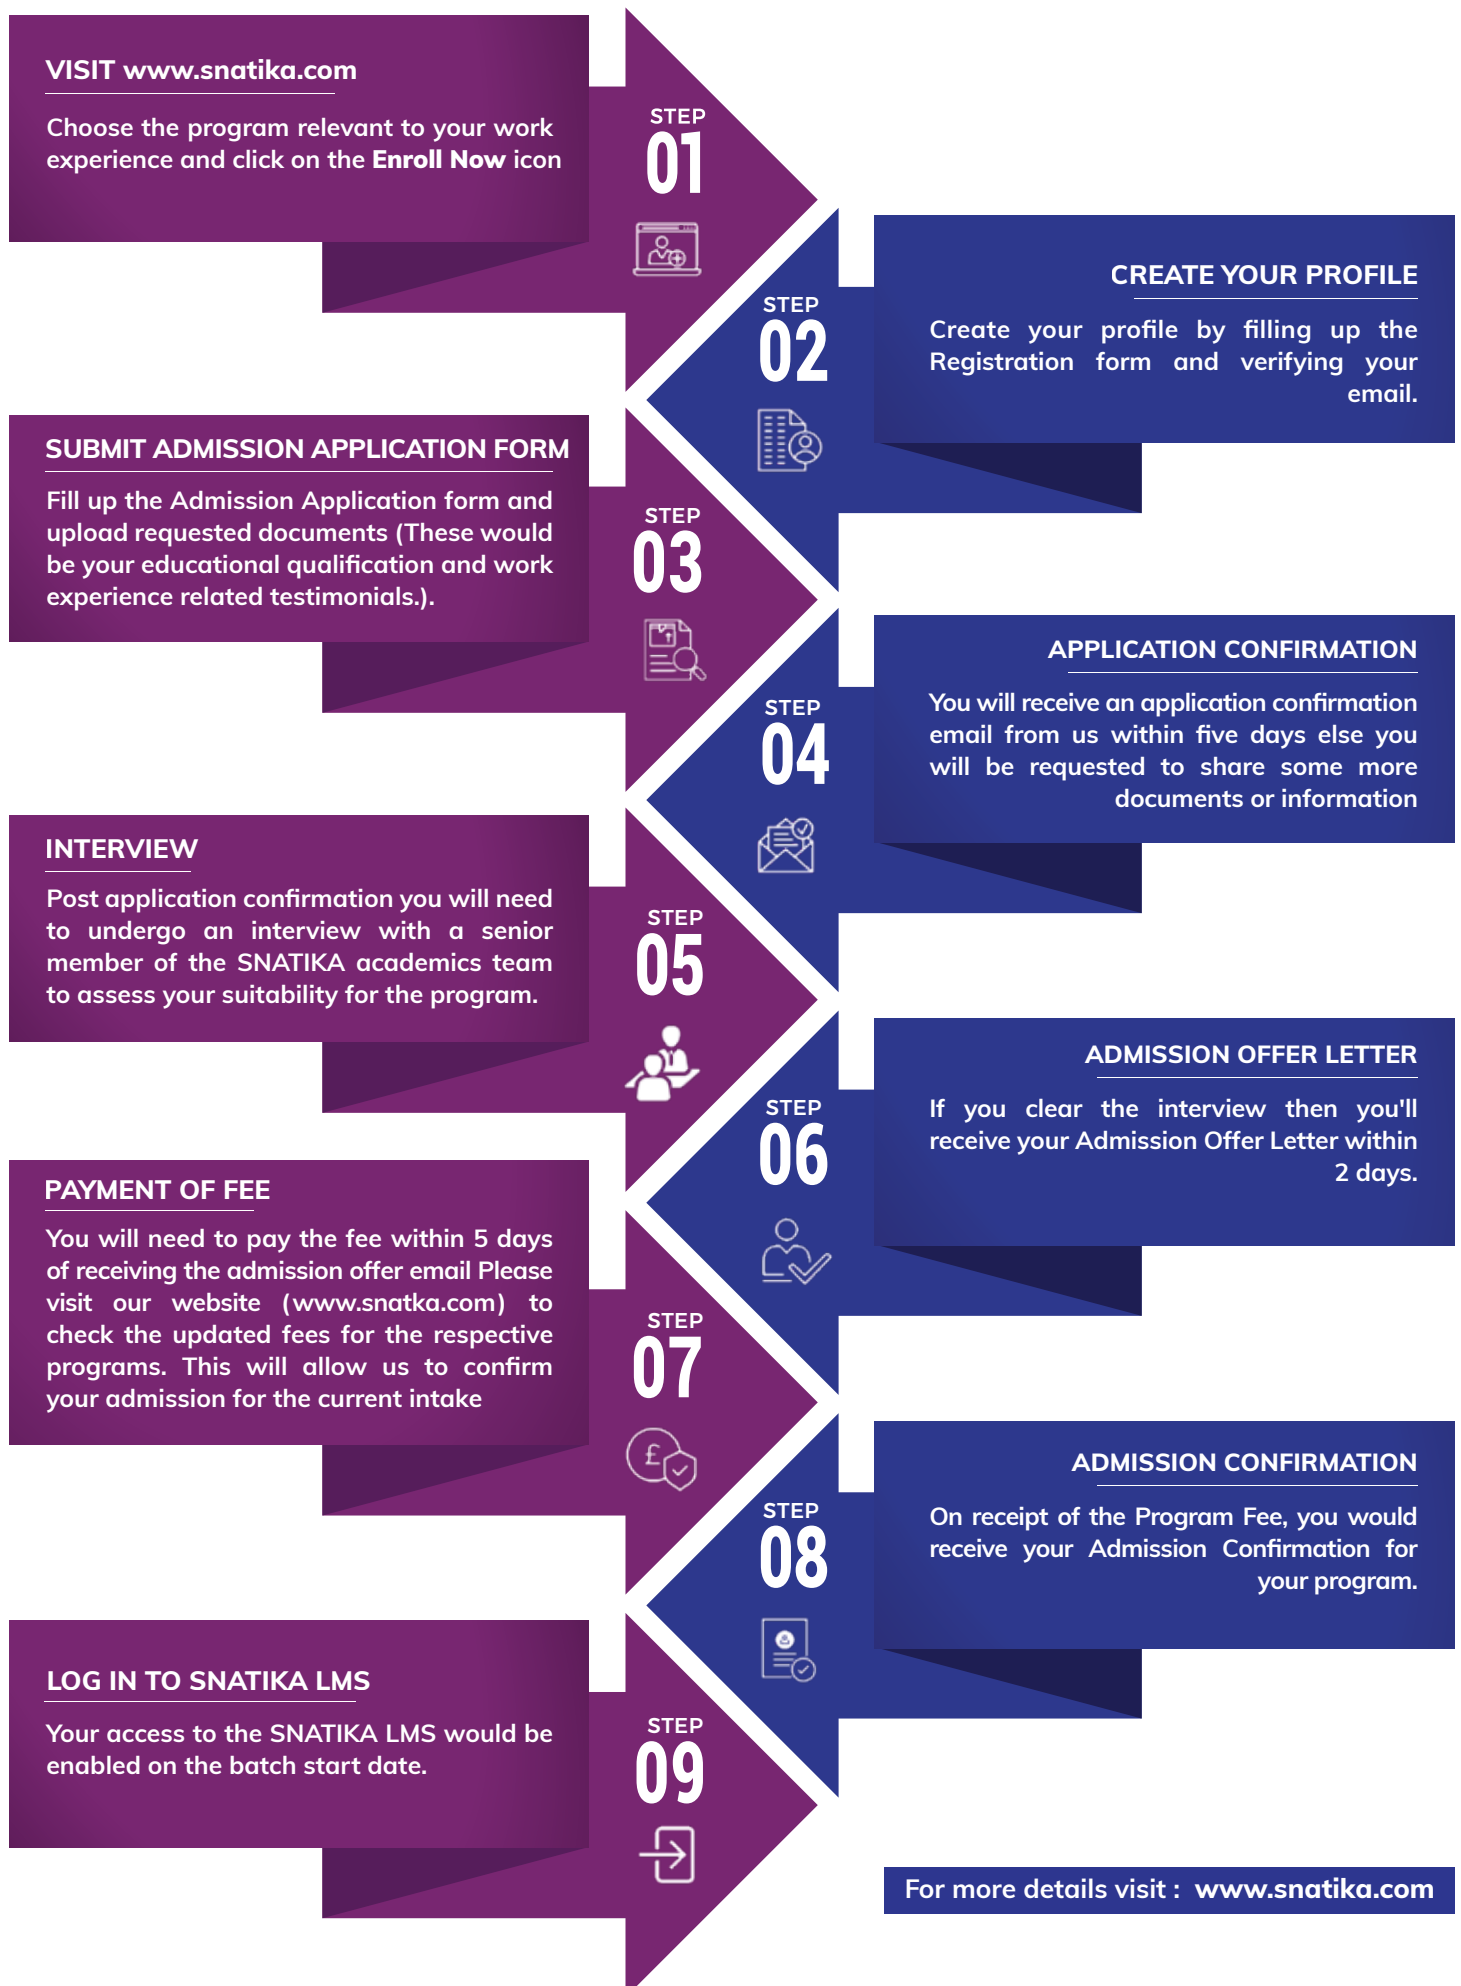 VISIT www.snatika.com
Choose the program relevant to your work
experience and click on the Enroll Now icon
STEP
01
STEP
02
CREATE YOUR PROFILE
Create your profile by filling up the
Registration form and verifying your
email.
SUBMIT ADMISSION APPLICATION FORM
Fill up the Admission Application form and
upload requested documents (These would
be your educational qualification and work
experience related testimonials.).
STEP
03
STEP
04
APPLICATION CONFIRMATION
You will receive an application confirmation
email from us within five days else you
will be requested to share some more
documents or information
INTERVIEW
Post application confirmation you will need
to undergo an interview with a senior
member of the SNATIKA academics team
to assess your suitability for the program.
STEP
05
STEP
06
ADMISSION OFFER LETTER
If you clear the interview then you'll
receive your Admission Offer Letter within
2 days.
PAYMENT OF FEE
You will need to pay the fee within 5 days
of receiving the admission offer email Please
visit our website (www.snatka.com) to
check the updated fees for the respective
programs. This will allow us to confirm
your admission for the current intake
STEP
07
£
STEP
08
ADMISSION CONFIRMATION
On receipt of the Program Fee, you would
receive your Admission Confirmation for
your program.
LOG IN TO SNATIKA LMS
Your access to the SNATIKA LMS would be
enabled on the batch start date.
STEP
09
For more details visit : www.snatika.com